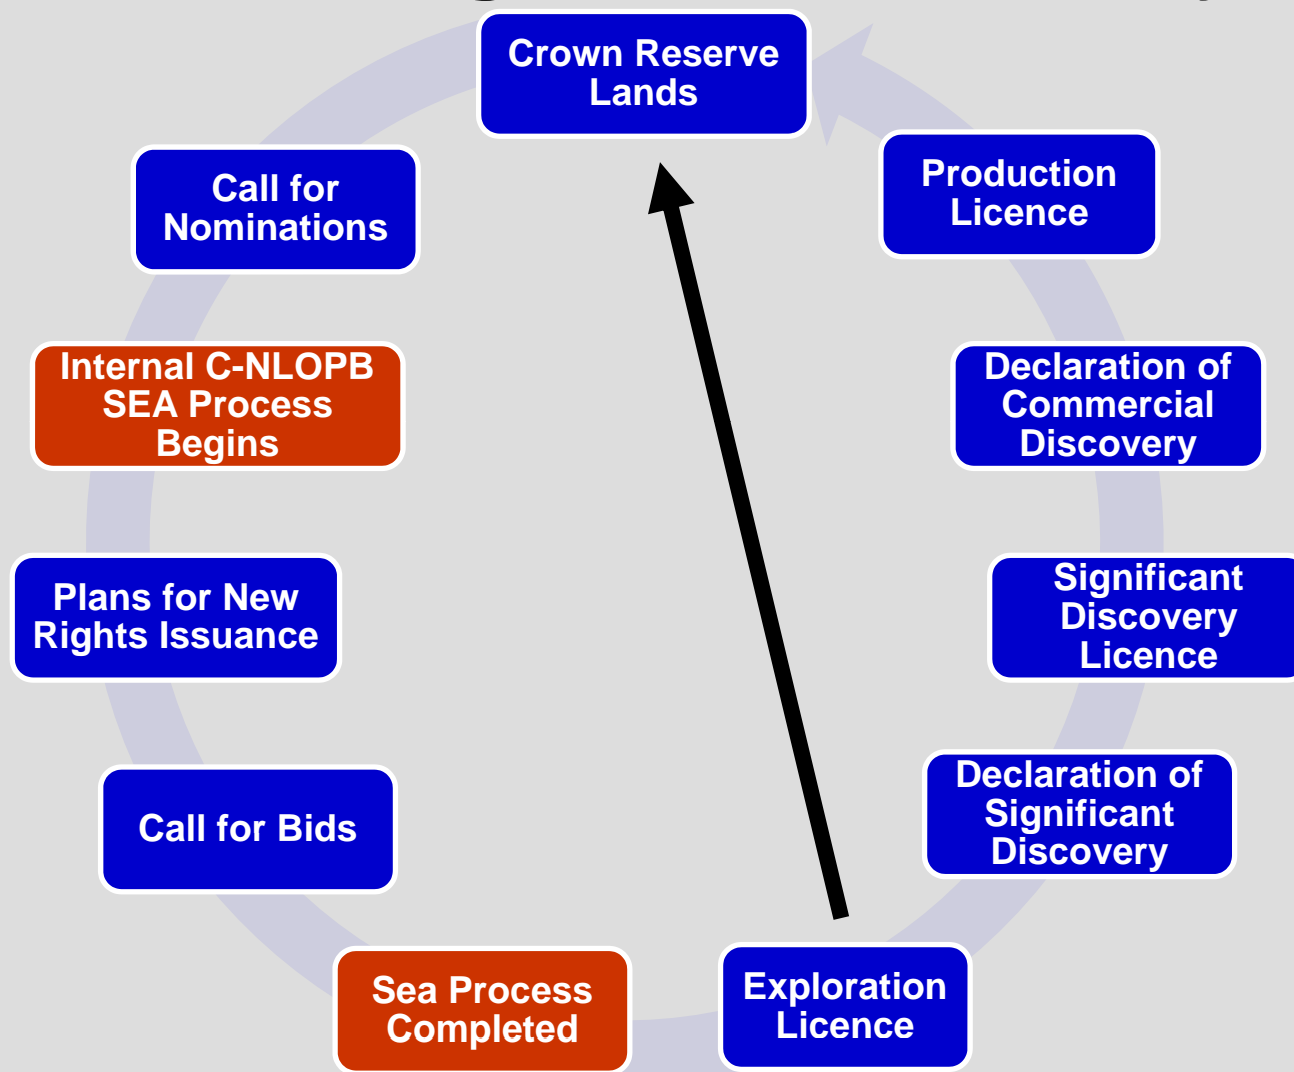 Crown Reserve
Lands
Call for
Nominations
Production
Licence
Internal C-NLOPB
SEA Process
Begins
Declaration of
Commercial
Discovery
Plans for New
Rights Issuance
Significant
Discovery
Licence
Call for Bids
Declaration of
Significant
Discovery
Sea Process
Completed
Exploration
Licence